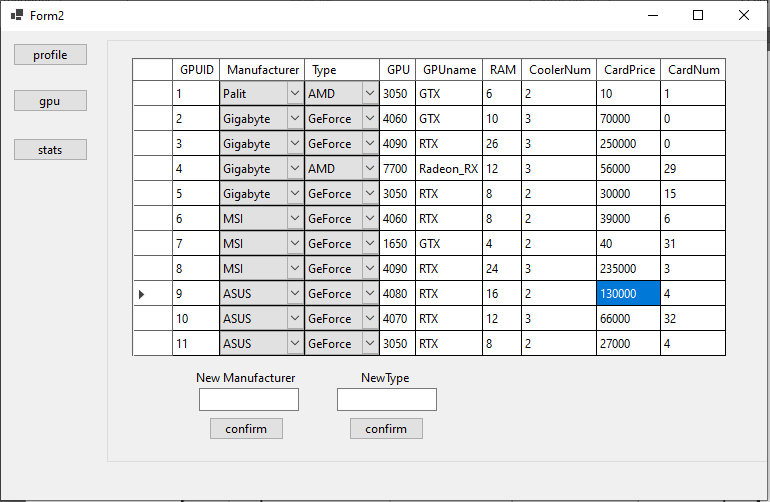 Form2
profile
gpu
stats
GPUID Manufacturer Type GPU GPUname RAM CoolerNum CardPrice CardNum
1 Palit AMD 3050 GTX 6 2 10 1
2 Gigabyte GeForce 4060 GTX 10 3 70000 0
3 Gigabyte GeForce 4090 RTX 26 3 250000 0
4 Gigabyte AMD 7700 Radeon_RX 12 3 56000 29
5 Gigabyte GeForce 3050 RTX 8 2 30000 15
6 MSI GeForce 4060 RTX 8 2 39000 6
7 MSI GeForce 1650 GTX 4 2 40 31
8 MSI GeForce 4090 RTX 24 3 235000 3
9 ASUS GeForce 4080 RTX 16 2 130000 4
10 ASUS GeForce 4070 RTX 12 3 66000 32
11 ASUS GeForce 3050 RTX 8 2 27000 4
New Manufacturer NewType
confirm confirm